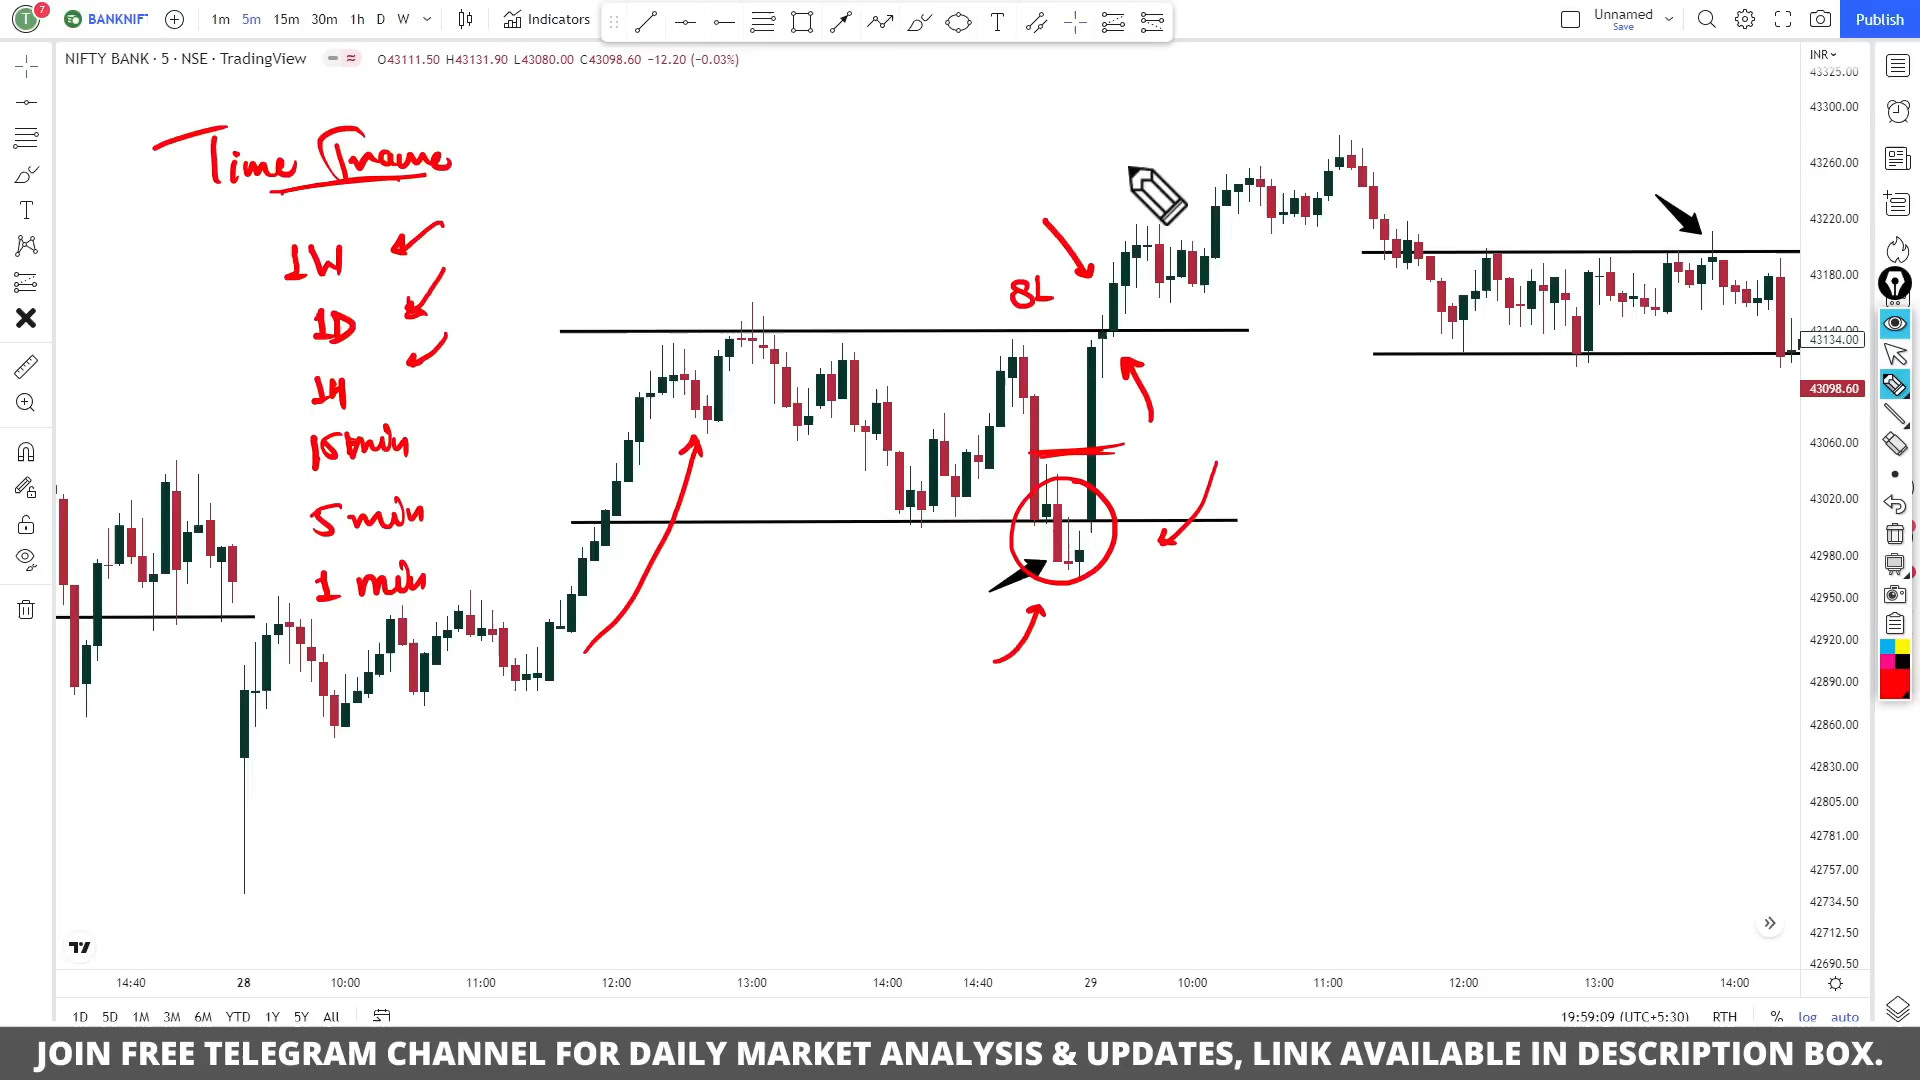 T 7 BANKNIF 1m 5m 15m 30m 1h D W Indicators T Unnamed Save Publish
NIFTY BANK · 5 · NSE · TradingView O43111.50 H43131.90 L43080.00 C43098.60 −12.20 (−0.03%)
INR
43325.00
43300.00
43260.00
43220.00
43180.00
43134.00
43098.60
43060.00
43020.00
42980.00
42950.00
42920.00
42890.00
42860.00
42830.00
42805.00
42781.00
42757.00
42734.50
42712.50
42690.50
Time Frame
1W
1D
1H
15min
5 min
1 min
SL
14:40 28 10:00 11:00 12:00 13:00 14:00 14:40 29 10:00 11:00 12:00 13:00 14:00
1D 5D 1M 3M 6M YTD 1Y 5Y All 19:59:09 (UTC+5:30) RTH % log auto
JOIN FREE TELEGRAM CHANNEL FOR DAILY MARKET ANALYSIS & UPDATES, LINK AVAILABLE IN DESCRIPTION BOX.